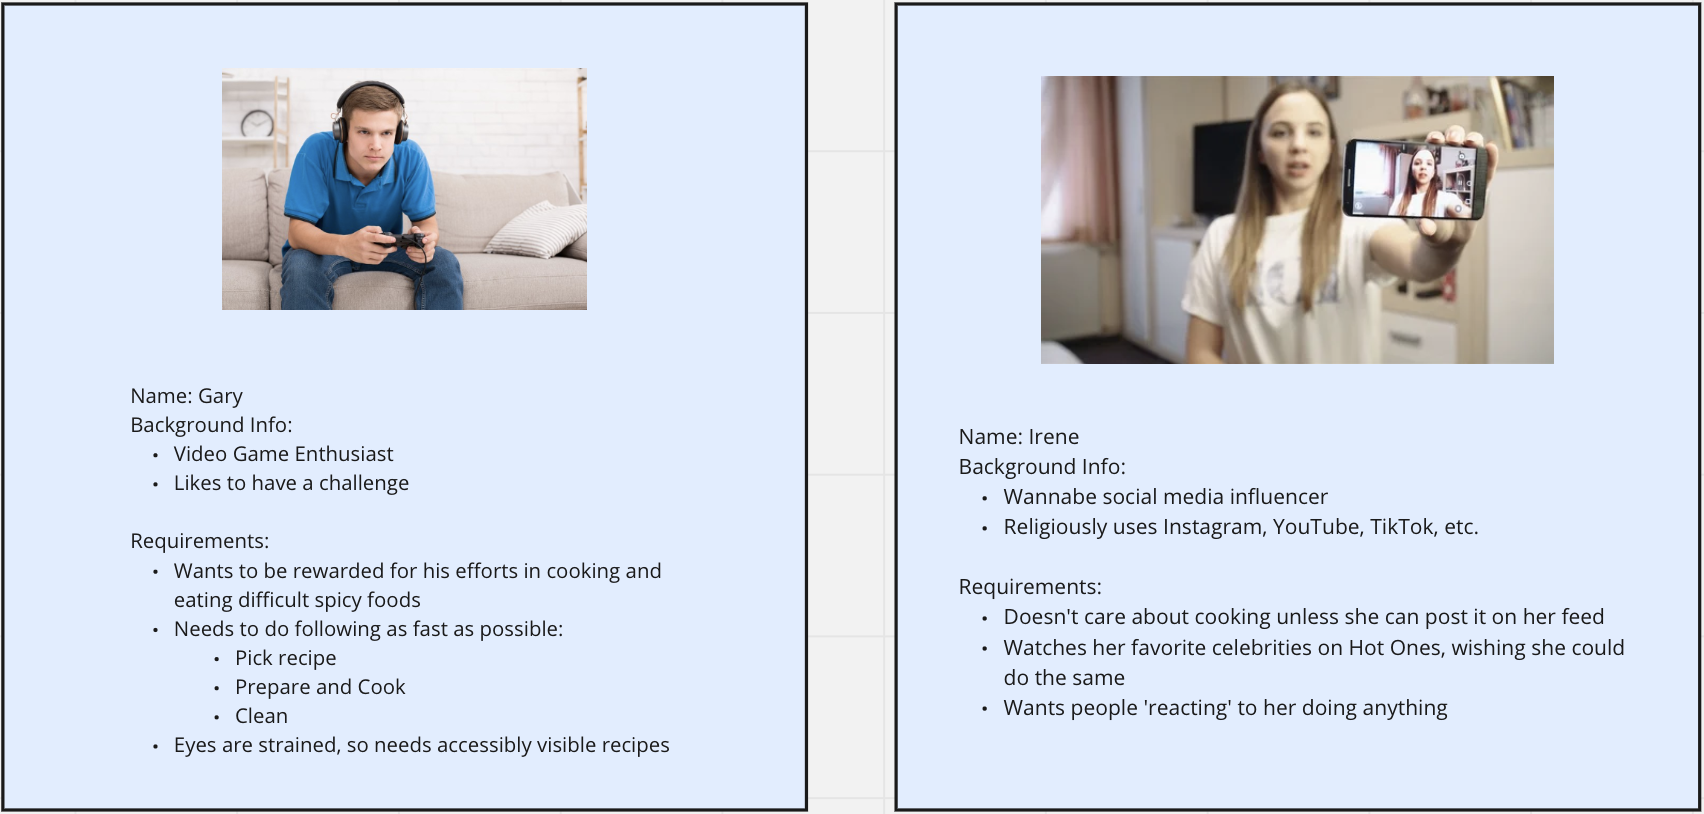 Name: Gary
Background Info:
• Video Game Enthusiast
• Likes to have a challenge
Requirements:
• Wants to be rewarded for his efforts in cooking and
eating difficult spicy foods
• Needs to do following as fast as possible:
• Pick recipe
• Prepare and Cook
• Clean
• Eyes are strained, so needs accessibly visible recipes
Name: Irene
Background Info:
• Wannabe social media influencer
• Religiously uses Instagram, YouTube, TikTok, etc.
Requirements:
• Doesn't care about cooking unless she can post it on her feed
• Watches her favorite celebrities on Hot Ones, wishing she could
do the same
• Wants people 'reacting' to her doing anything